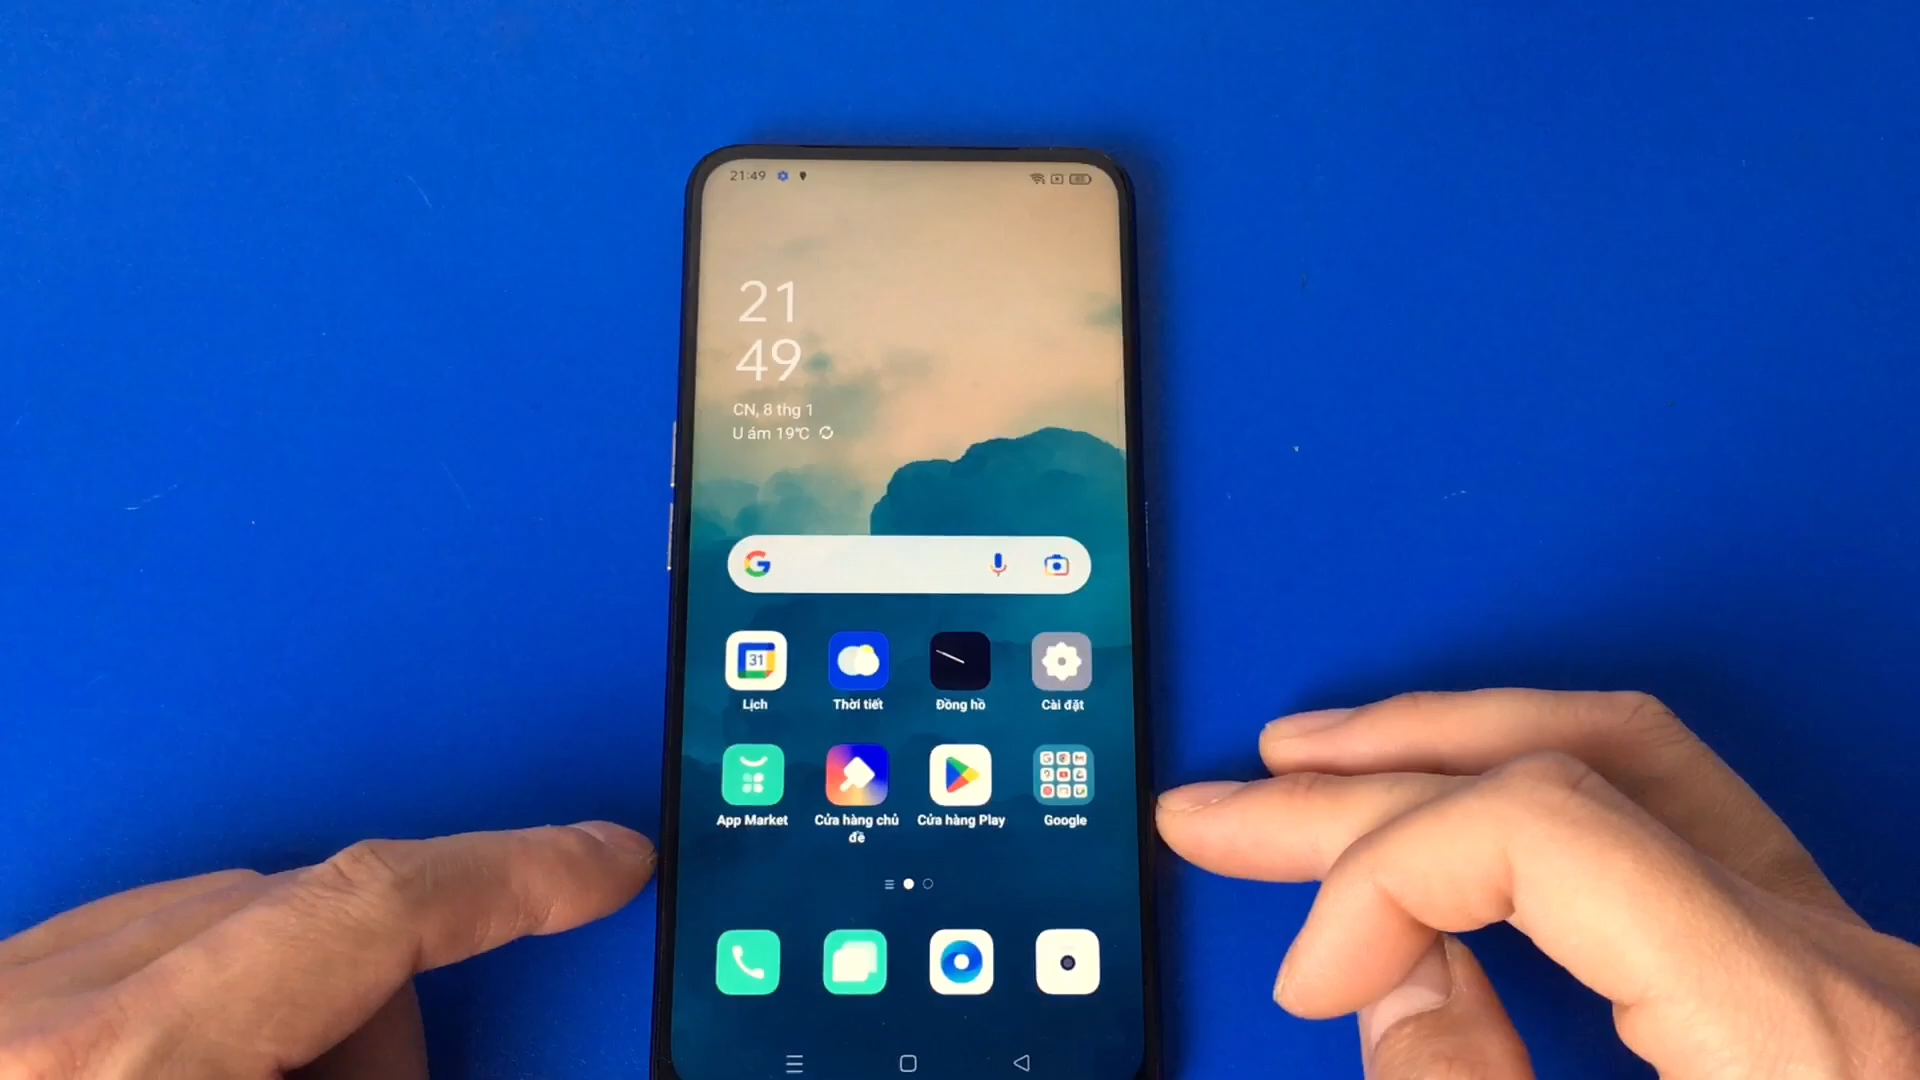 21:49
21
49
CN, 8 thg 1
U ám 19°C
31
Lịch
Thời tiết
Đồng hồ
Cài đặt
App Market
Cửa hàng chủ đề
Cửa hàng Play
Google